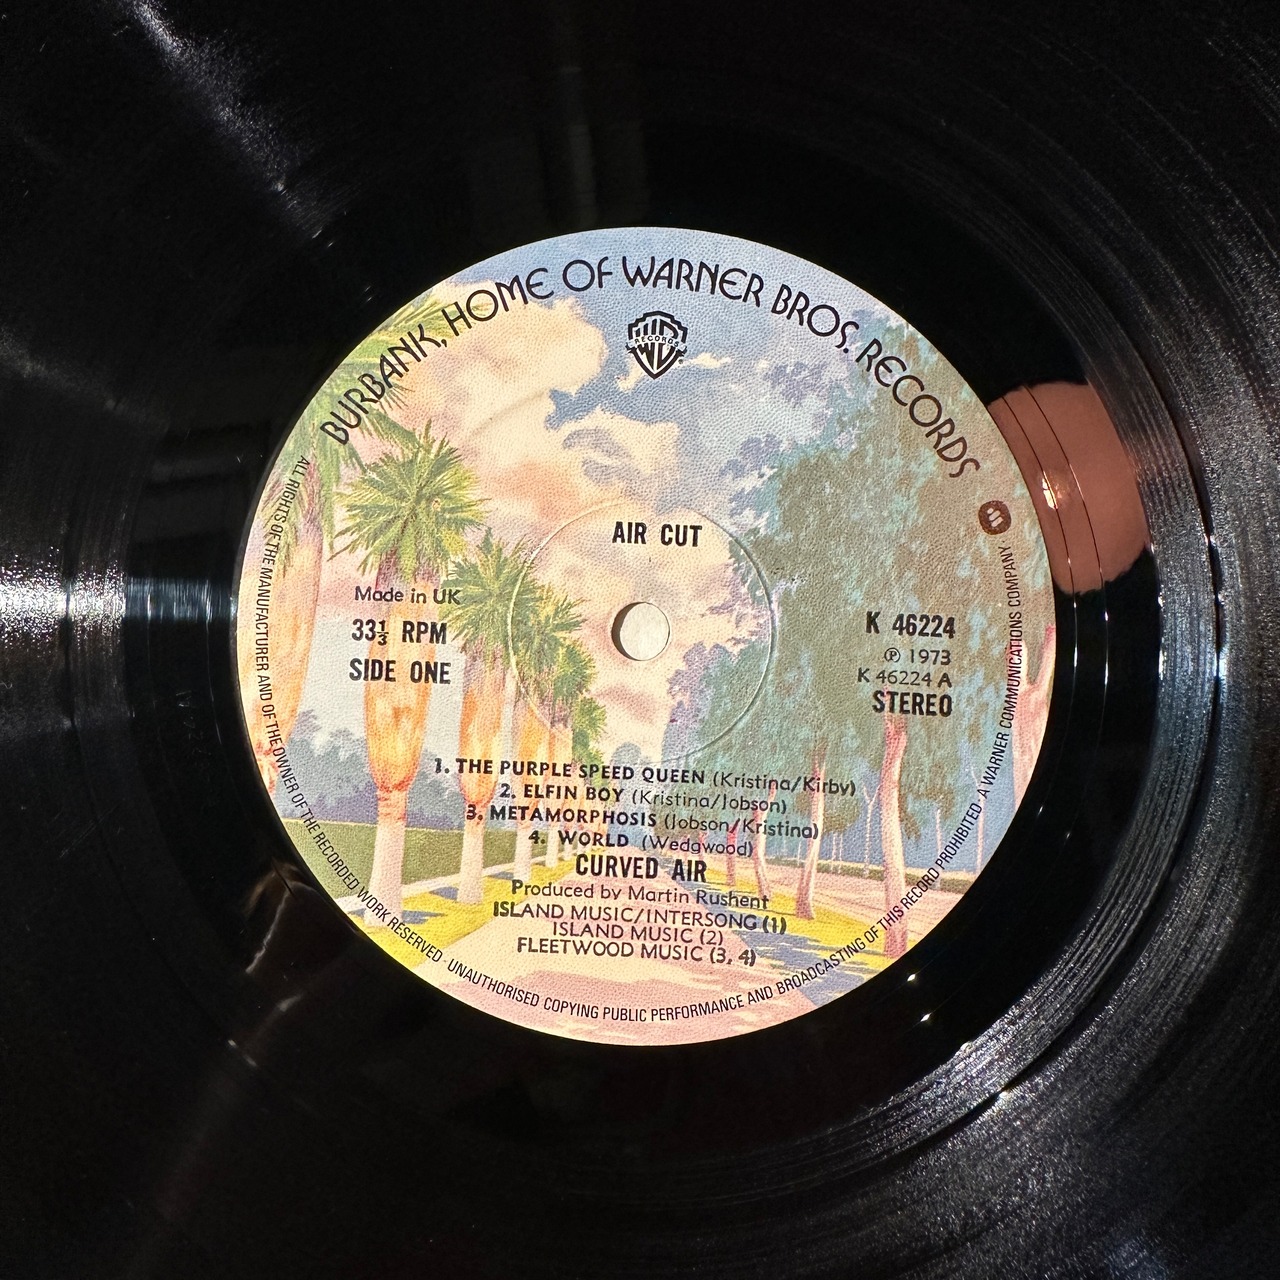 BURBANK, HOME OF WARNER BROS. RECORDS
WB
RECORDS
AIR CUT
Made in UK
33⅓ RPM
SIDE ONE
K 46224
℗ 1973
K 46224 A
STEREO
1. THE PURPLE SPEED QUEEN (Kristina/Kirby)
2. ELFIN BOY (Kristina/Jobson)
3. METAMORPHOSIS (Jobson/Kristina)
4. WORLD (Wedgwood)
CURVED AIR
Produced by Martin Rushent
ISLAND MUSIC/INTERSONG (1)
ISLAND MUSIC (2)
FLEETWOOD MUSIC (3, 4)
ALL RIGHTS OF THE MANUFACTURER AND OF THE OWNER OF THE RECORDED WORK RESERVED · UNAUTHORISED COPYING PUBLIC PERFORMANCE AND BROADCASTING OF THIS RECORD PROHIBITED · A WARNER COMMUNICATIONS COMPANY